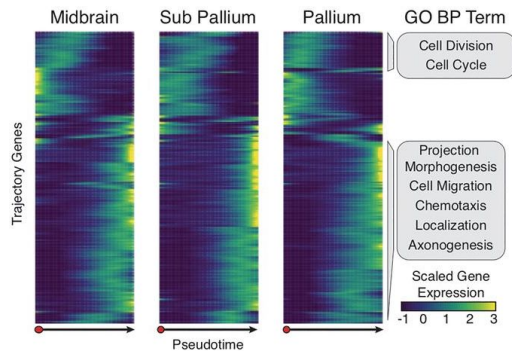 Midbrain
Sub Pallium
Pallium
GO BP Term
Cell Division
Cell Cycle
Trajectory Genes
Projection
Morphogenesis
Cell Migration
Chemotaxis
Localization
Axonogenesis
Scaled Gene
Expression
-1 0 1 2 3
Pseudotime